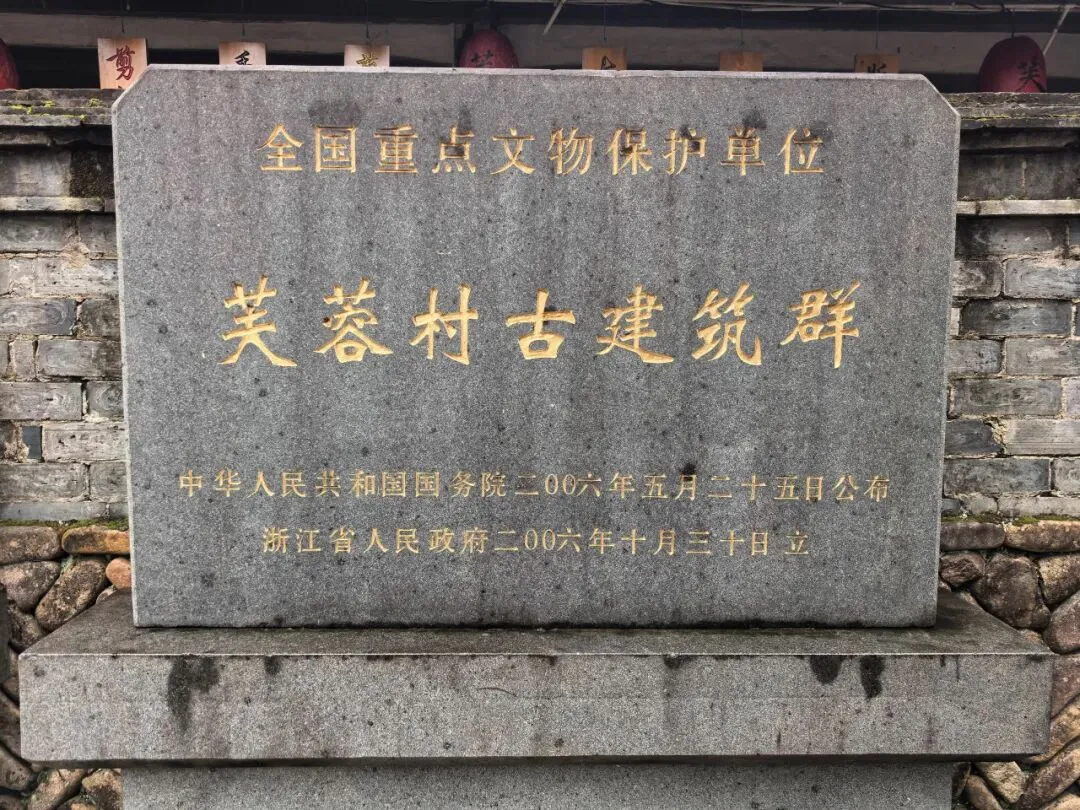 剪
全国重点文物保护单位
芙蓉村古建筑群
中华人民共和国国务院二00六年五月二十五日公布
浙江省人民政府二00六年十月三十日立